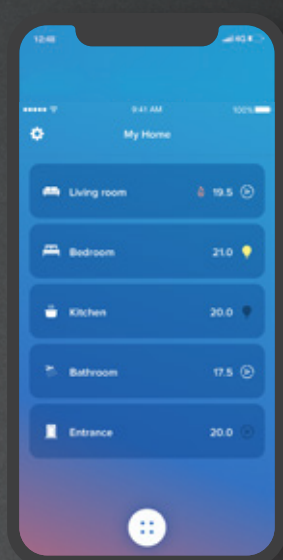 12:48 4G
9:41 AM 100%
My Home
Living room 19.5
Bedroom 21.0
Kitchen 20.0
Bathroom 17.5
Entrance 20.0